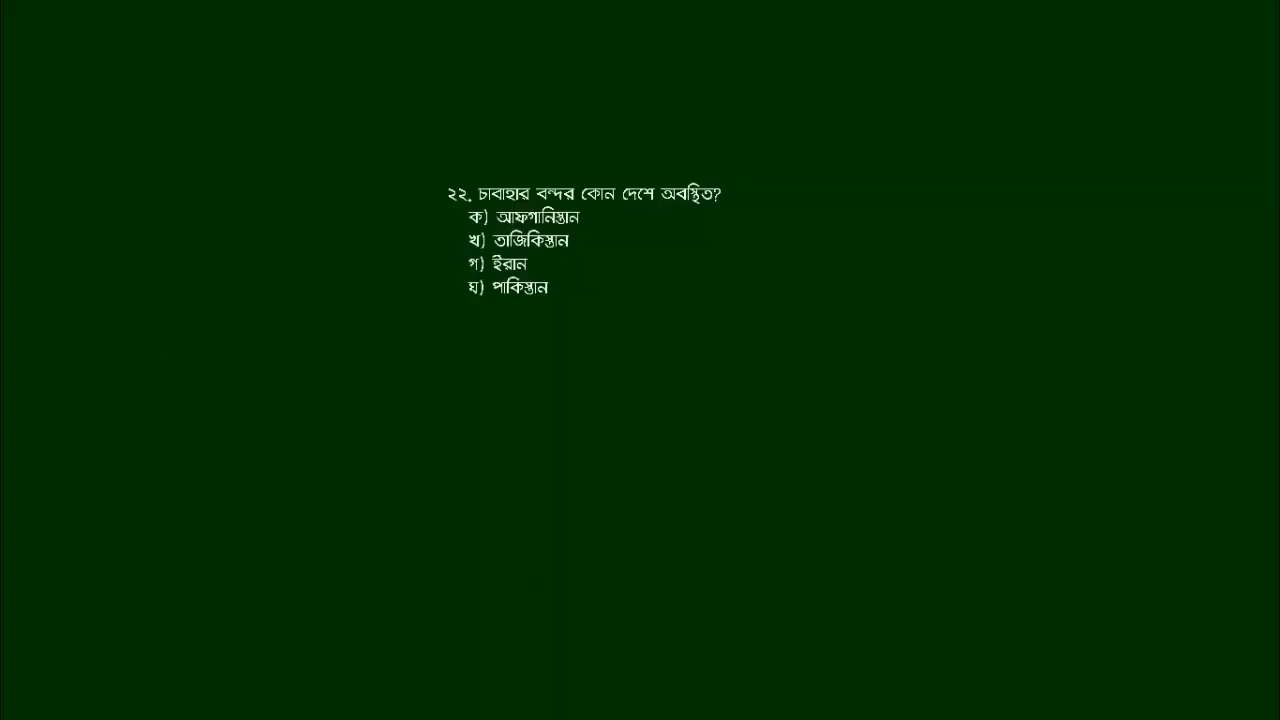 ২২. চাবাহার বন্দর কোন দেশে অবস্থিত?
ক) আফগানিস্তান
খ) তাজিকিস্তান
গ) ইরান
ঘ) পাকিস্তান